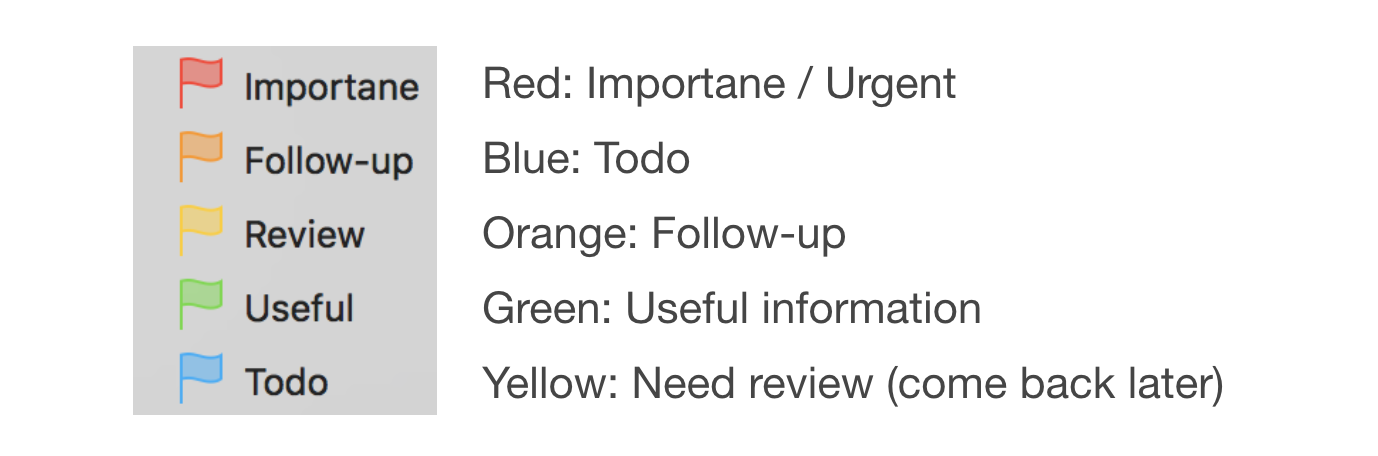 Importane
Follow-up
Review
Useful
Todo
Red: Importane / Urgent
Blue: Todo
Orange: Follow-up
Green: Useful information
Yellow: Need review (come back later)